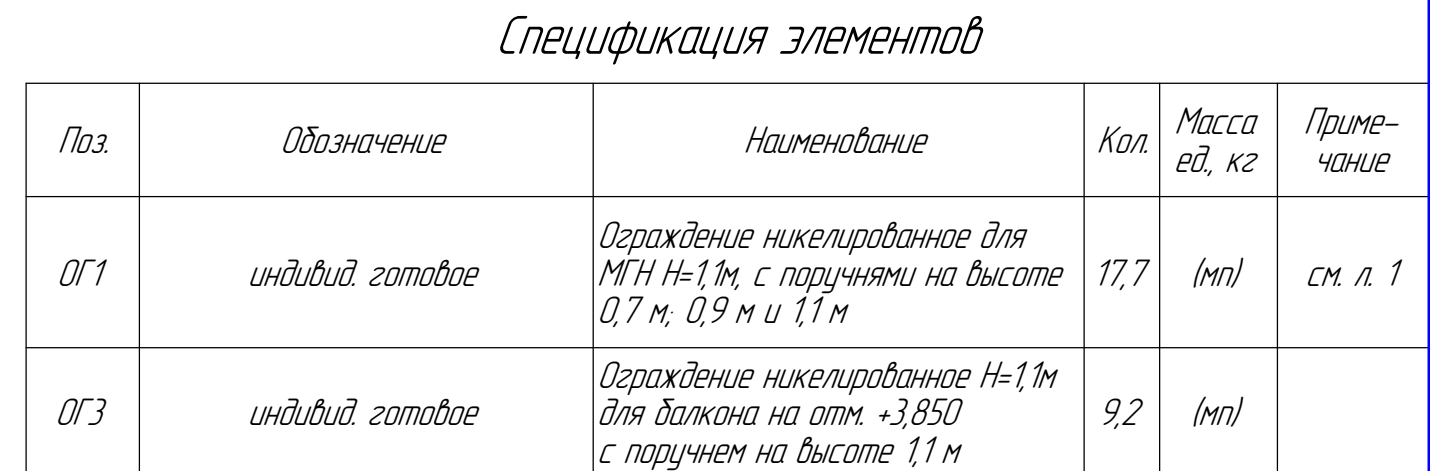 Спецификация элементов
Поз.
Обозначение
Наименование
Кол.
Масса
ед., кг
Приме-
чание
ОГ1
индивид. готовое
Ограждение никелированное для
МГН Н=1,1м, с поручнями на высоте
0,7 м; 0,9 м и 1,1 м
17,7
(мп)
см. л. 1
ОГ3
индивид. готовое
Ограждение никелированное Н=1,1м
для балкона на отм. +3,850
с поручнем на высоте 1,1 м
9,2
(мп)